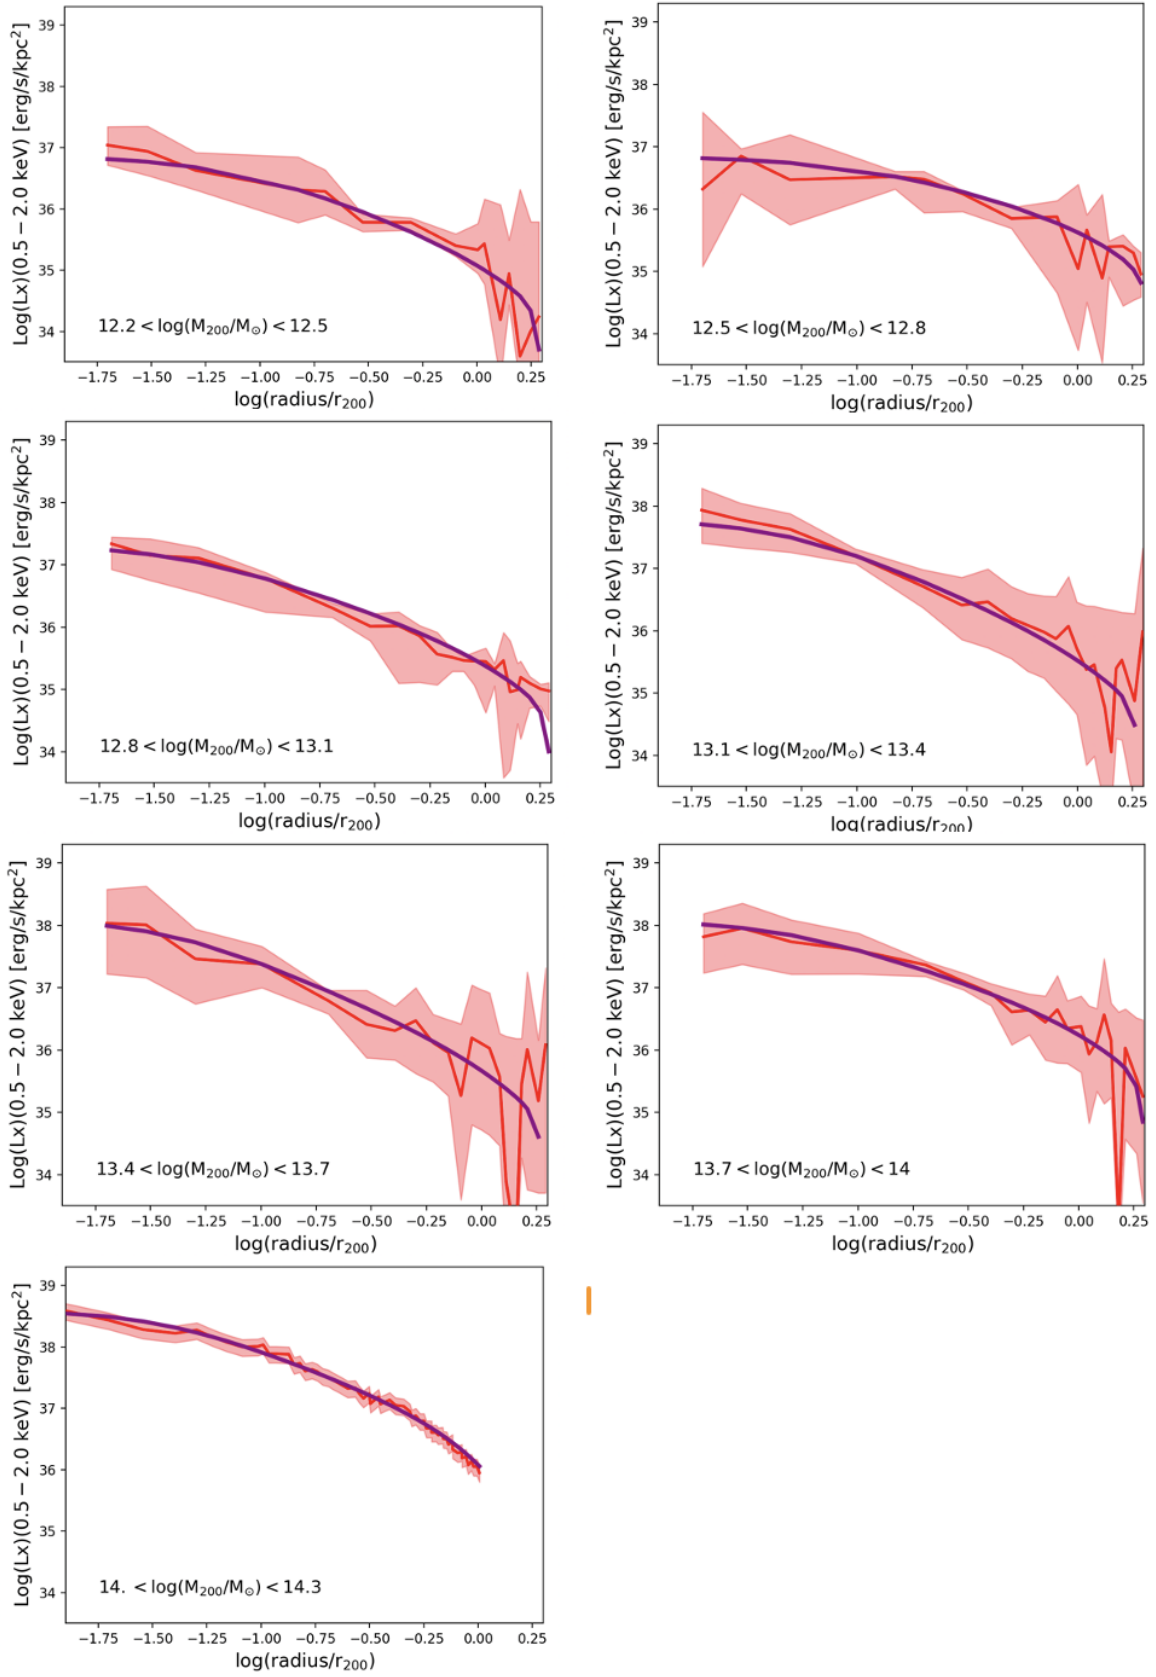 39
38
37
36
35
34
Log(Lx)(0.5 − 2.0 keV) [erg/s/kpc²]
12.2 < log(M₂₀₀/M⊙) < 12.5
−1.75 −1.50 −1.25 −1.00 −0.75 −0.50 −0.25 0.00 0.25
log(radius/r₂₀₀)
39
38
37
36
35
34
Log(Lx)(0.5 − 2.0 keV) [erg/s/kpc²]
12.5 < log(M₂₀₀/M⊙) < 12.8
−1.75 −1.50 −1.25 −1.00 −0.75 −0.50 −0.25 0.00 0.25
log(radius/r₂₀₀)
39
38
37
36
35
34
Log(Lx)(0.5 − 2.0 keV) [erg/s/kpc²]
12.8 < log(M₂₀₀/M⊙) < 13.1
−1.75 −1.50 −1.25 −1.00 −0.75 −0.50 −0.25 0.00 0.25
log(radius/r₂₀₀)
39
38
37
36
35
34
Log(Lx)(0.5 − 2.0 keV) [erg/s/kpc²]
13.1 < log(M₂₀₀/M⊙) < 13.4
−1.75 −1.50 −1.25 −1.00 −0.75 −0.50 −0.25 0.00 0.25
log(radius/r₂₀₀)
39
38
37
36
35
34
Log(Lx)(0.5 − 2.0 keV) [erg/s/kpc²]
13.4 < log(M₂₀₀/M⊙) < 13.7
−1.75 −1.50 −1.25 −1.00 −0.75 −0.50 −0.25 0.00 0.25
log(radius/r₂₀₀)
39
38
37
36
35
34
Log(Lx)(0.5 − 2.0 keV) [erg/s/kpc²]
13.7 < log(M₂₀₀/M⊙) < 14
−1.75 −1.50 −1.25 −1.00 −0.75 −0.50 −0.25 0.00 0.25
log(radius/r₂₀₀)
39
38
37
36
35
34
Log(Lx)(0.5 − 2.0 keV) [erg/s/kpc²]
14. < log(M₂₀₀/M⊙) < 14.3
−1.75 −1.50 −1.25 −1.00 −0.75 −0.50 −0.25 0.00 0.25
log(radius/r₂₀₀)